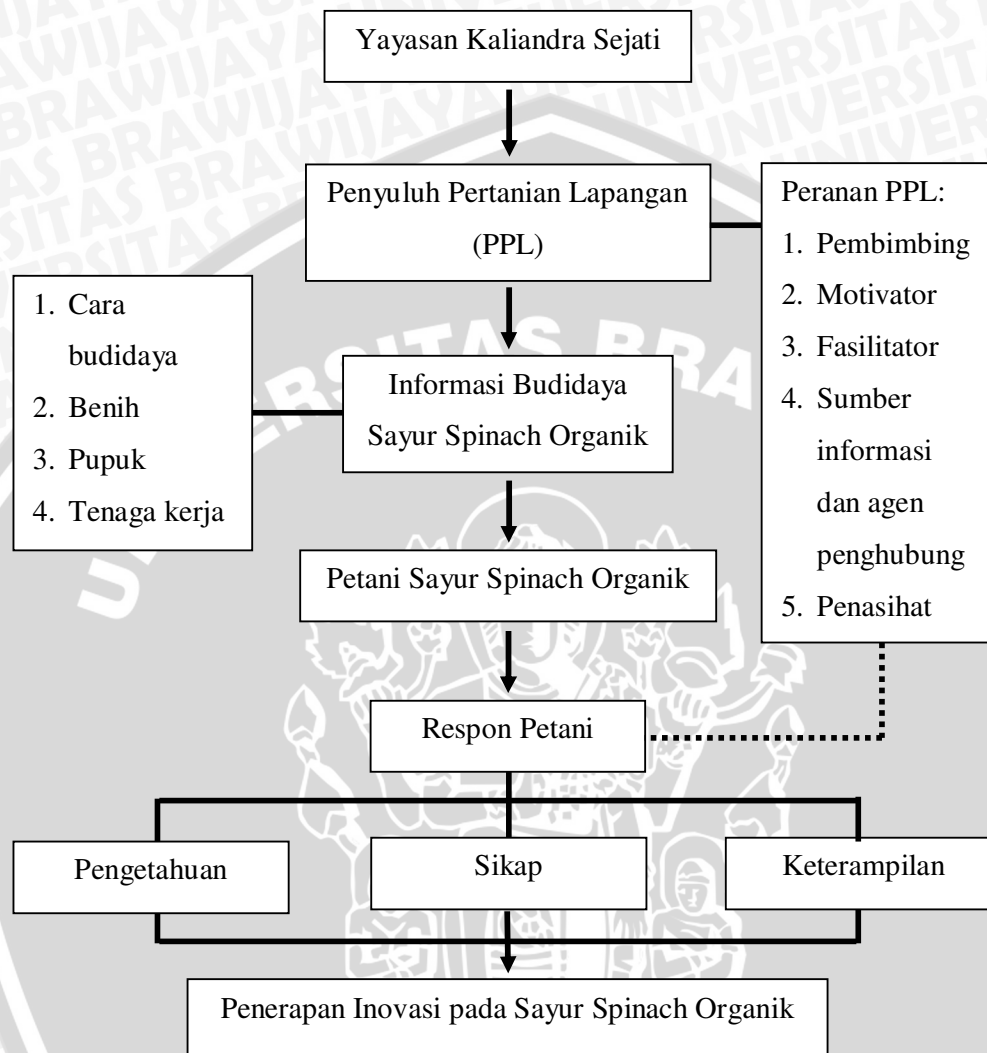 UNIVERSITAS BRAWIJAYA
Yayasan Kaliandra Sejati
Penyuluh Pertanian Lapangan
(PPL)
Peranan PPL:
1. Pembimbing
2. Motivator
3. Fasilitator
4. Sumber
informasi
dan agen
penghubung
5. Penasihat
1. Cara
budidaya
2. Benih
3. Pupuk
4. Tenaga kerja
Informasi Budidaya
Sayur Spinach Organik
Petani Sayur Spinach Organik
Respon Petani
Pengetahuan
Sikap
Keterampilan
Penerapan Inovasi pada Sayur Spinach Organik